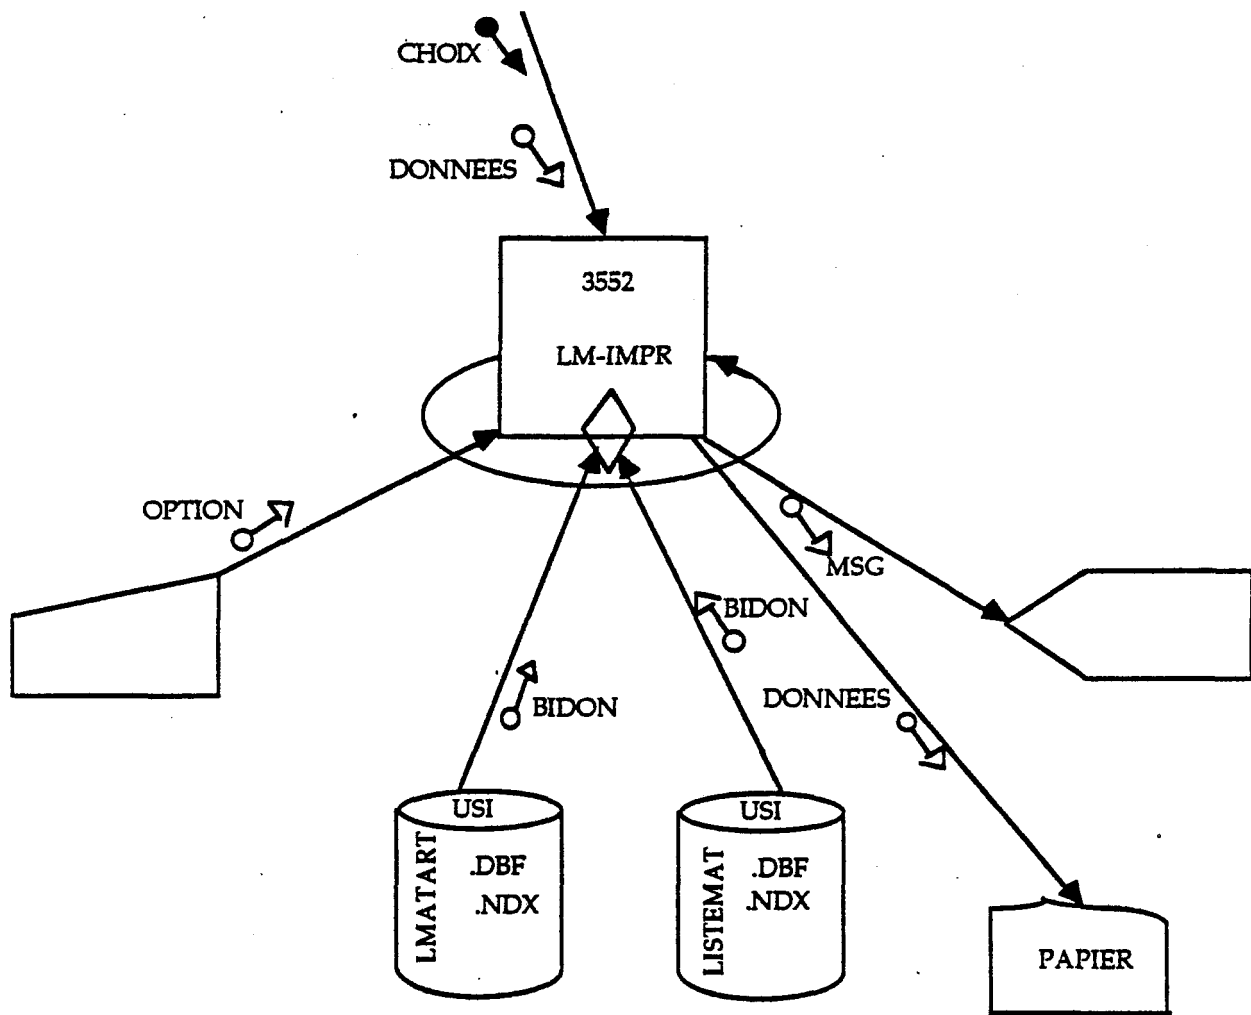 CHOIX
DONNEES
3552
LM-IMPR
OPTION
MSG
BIDON
BIDON
DONNEES
USI
LMATART
.DBF
.NDX
USI
LISTEMAT
.DBF
.NDX
PAPIER